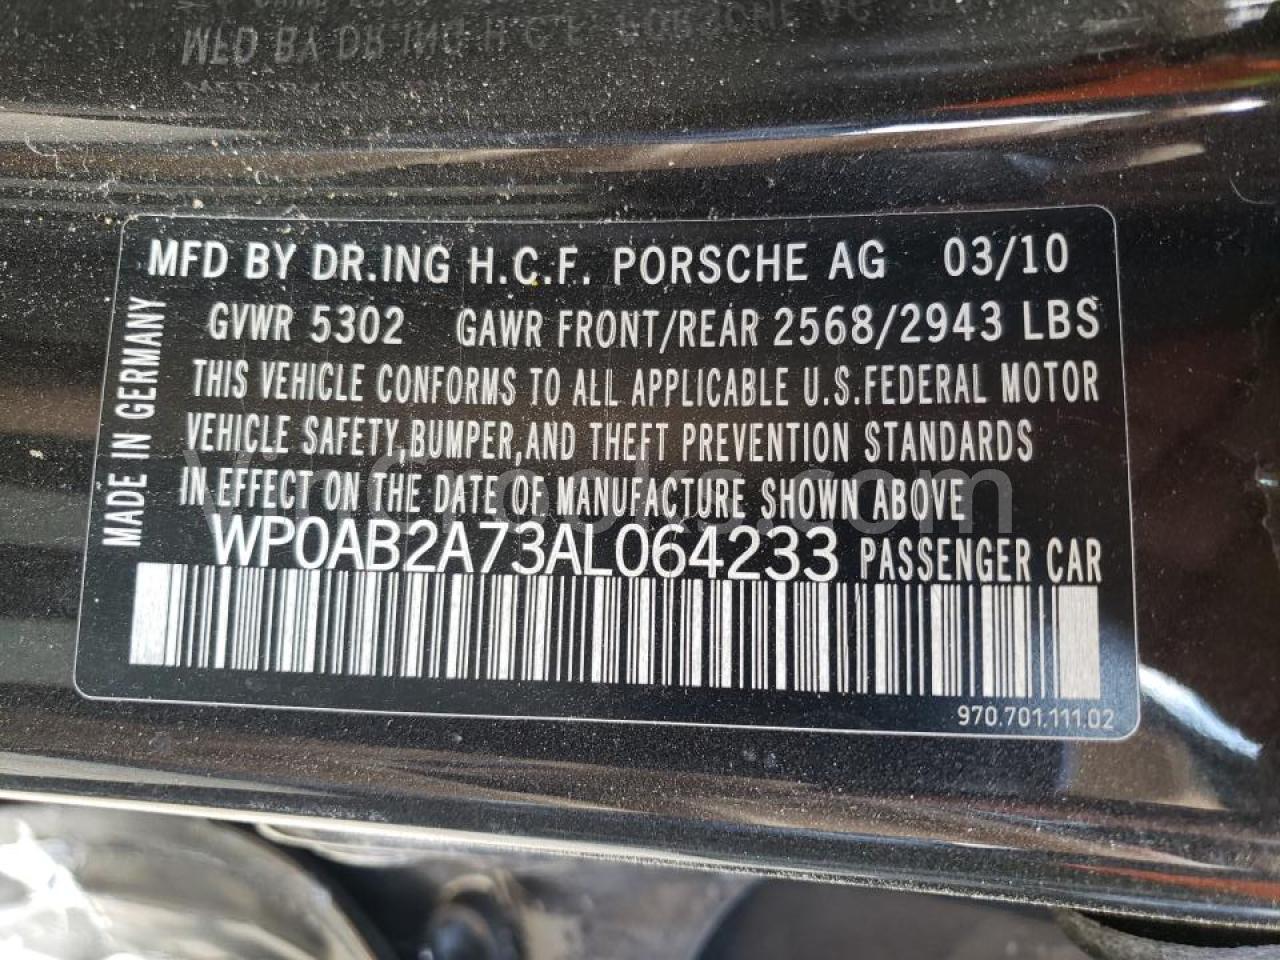 MFD BY DR.ING H.C.F. PORSCHE AG 03/10
GVWR 5302 GAWR FRONT/REAR 2568/2943 LBS
THIS VEHICLE CONFORMS TO ALL APPLICABLE U.S.FEDERAL MOTOR
VEHICLE SAFETY,BUMPER,AND THEFT PREVENTION STANDARDS
IN EFFECT ON THE DATE OF MANUFACTURE SHOWN ABOVE
WP0AB2A73AL064233 PASSENGER CAR
970.701.111.02
MADE IN GERMANY
VinCrooks.com